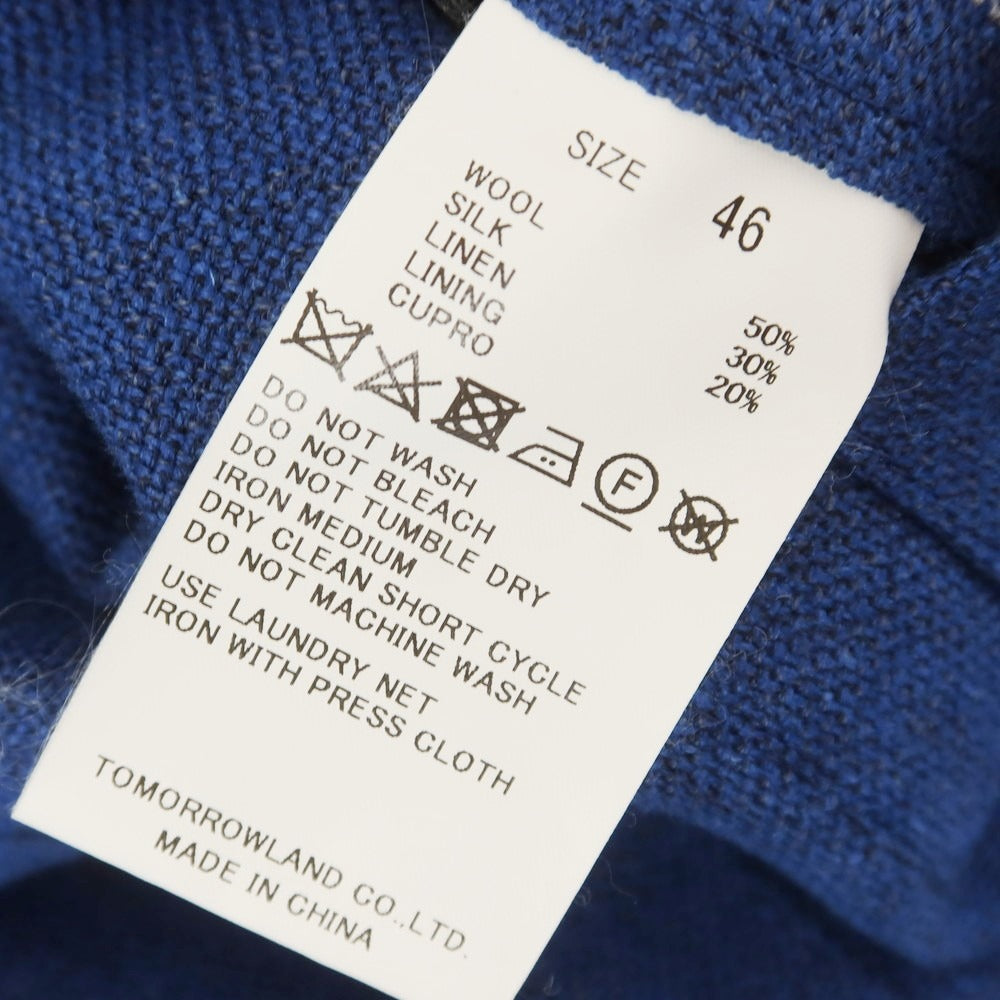 SIZE 46
WOOL 50%
SILK 30%
LINEN 20%
LINING
CUPRO
F W
DO NOT WASH
DO NOT BLEACH
DO NOT TUMBLE DRY
IRON MEDIUM
DRY CLEAN SHORT CYCLE
DO NOT MACHINE WASH
USE LAUNDRY NET
IRON WITH PRESS CLOTH
TOMORROWLAND CO.,LTD.
MADE IN CHINA